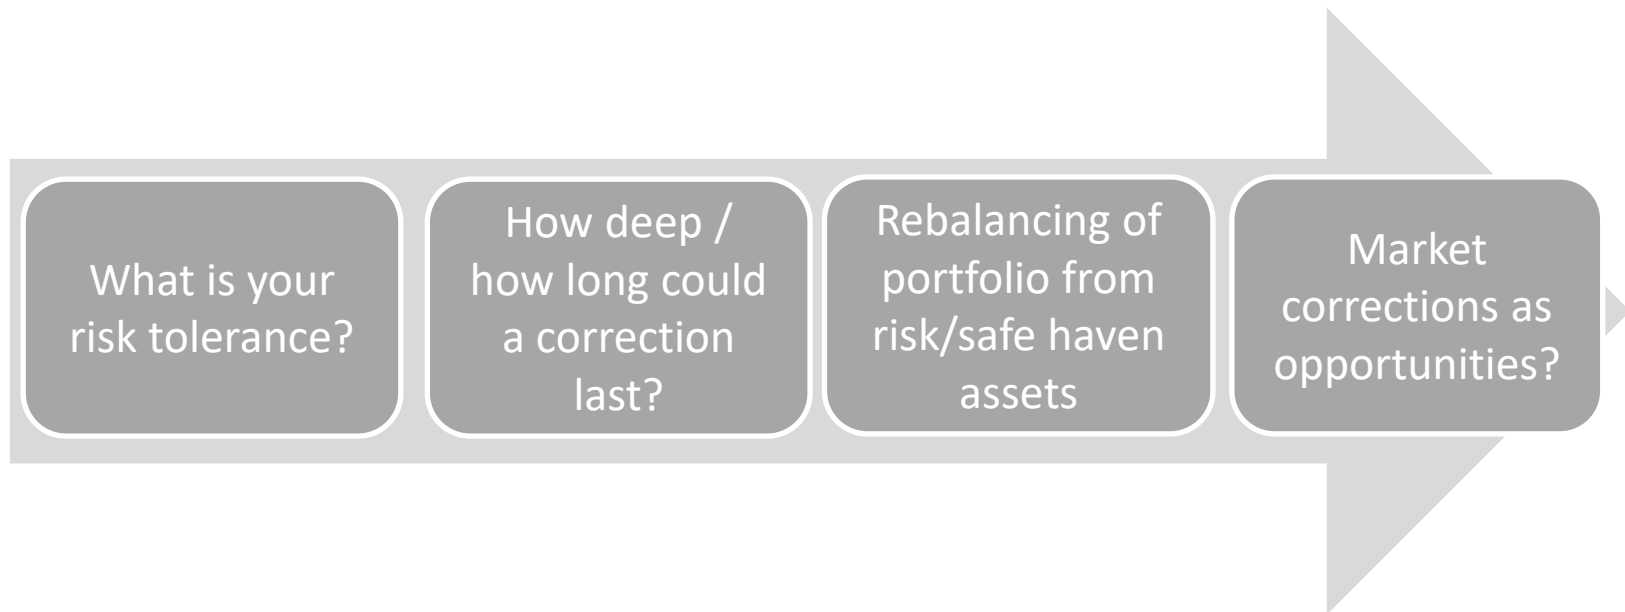 What is your
risk tolerance?
How deep /
how long could
a correction
last?
Rebalancing of
portfolio from
risk/safe haven
assets
Market
corrections as
opportunities?